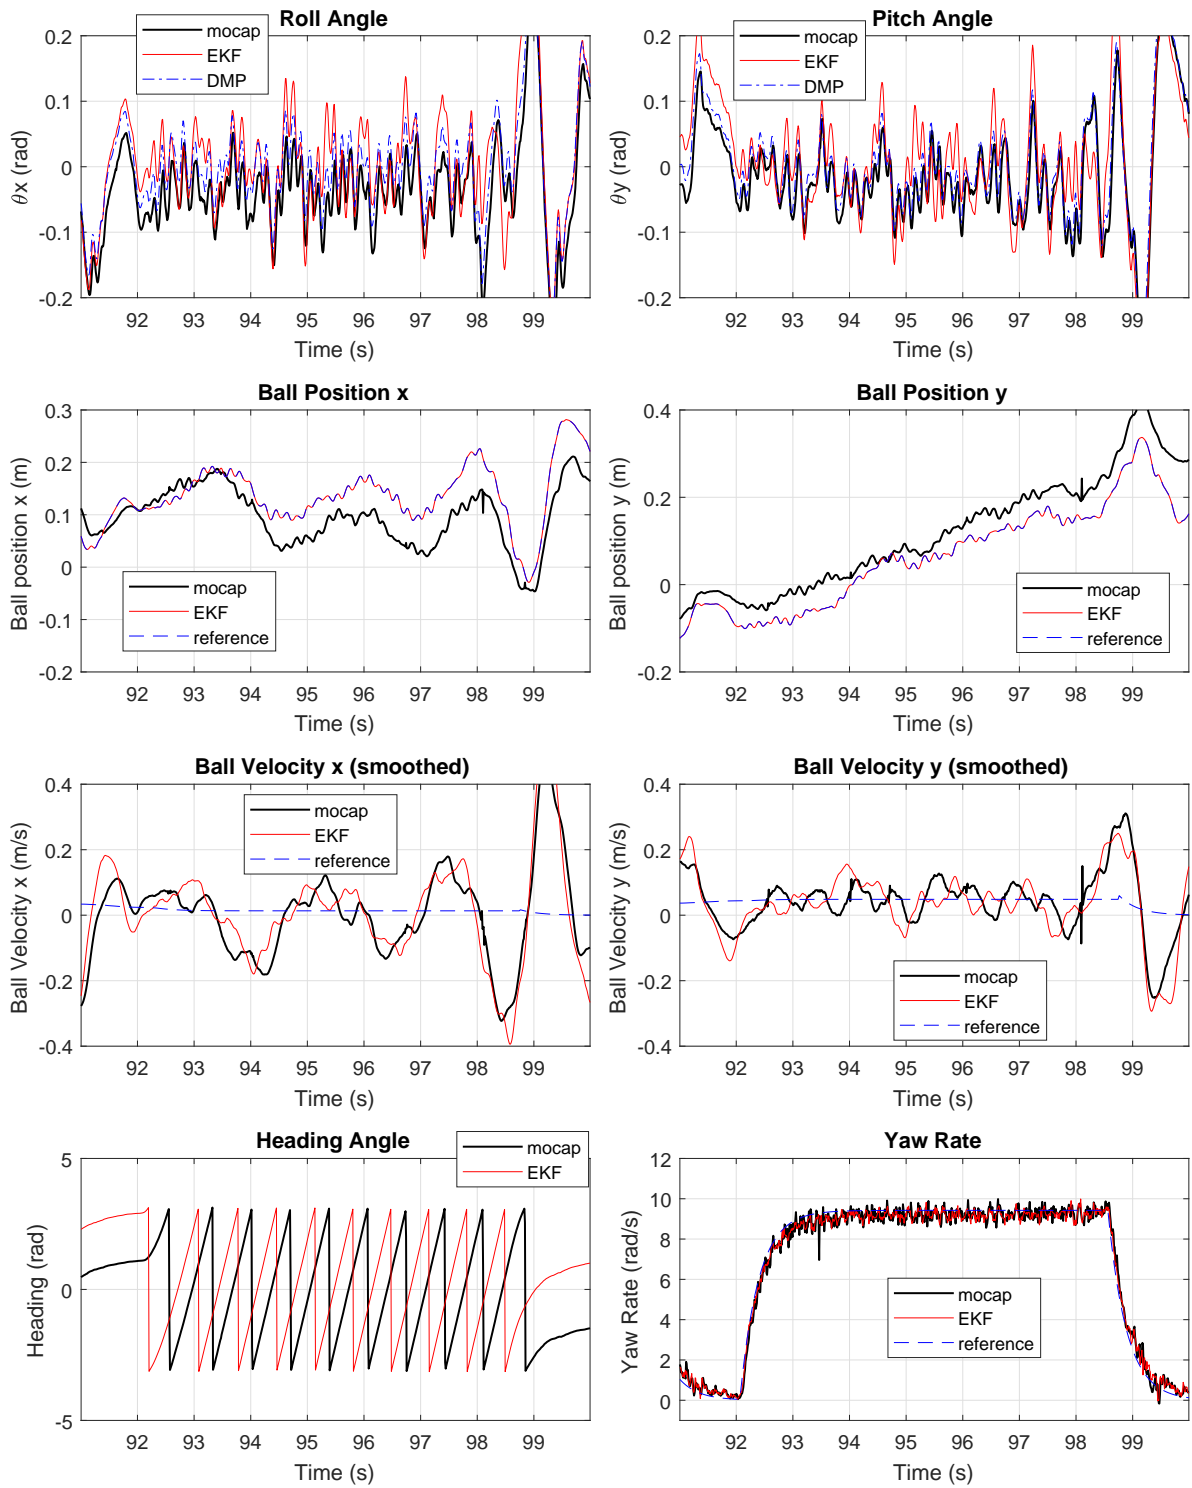 Roll Angle
mocap
EKF
DMP
0.2
0.1
0
-0.1
-0.2
θx (rad)
92 93 94 95 96 97 98 99
Time (s)
Pitch Angle
mocap
EKF
DMP
0.2
0.1
0
-0.1
-0.2
θy (rad)
92 93 94 95 96 97 98 99
Time (s)
Ball Position x
0.3
0.2
0.1
0
-0.1
-0.2
Ball position x (m)
mocap
EKF
reference
92 93 94 95 96 97 98 99
Time (s)
Ball Position y
0.4
0.2
0
-0.2
Ball position y (m)
mocap
EKF
reference
92 93 94 95 96 97 98 99
Time (s)
Ball Velocity x (smoothed)
0.4
0.2
0
-0.2
-0.4
Ball Velocity x (m/s)
mocap
EKF
reference
92 93 94 95 96 97 98 99
Time (s)
Ball Velocity y (smoothed)
0.4
0.2
0
-0.2
-0.4
Ball Velocity y (m/s)
mocap
EKF
reference
92 93 94 95 96 97 98 99
Time (s)
Heading Angle
mocap
EKF
5
0
-5
Heading (rad)
92 93 94 95 96 97 98 99
Time (s)
Yaw Rate
12
10
8
6
4
2
0
Yaw Rate (rad/s)
mocap
EKF
reference
92 93 94 95 96 97 98 99
Time (s)